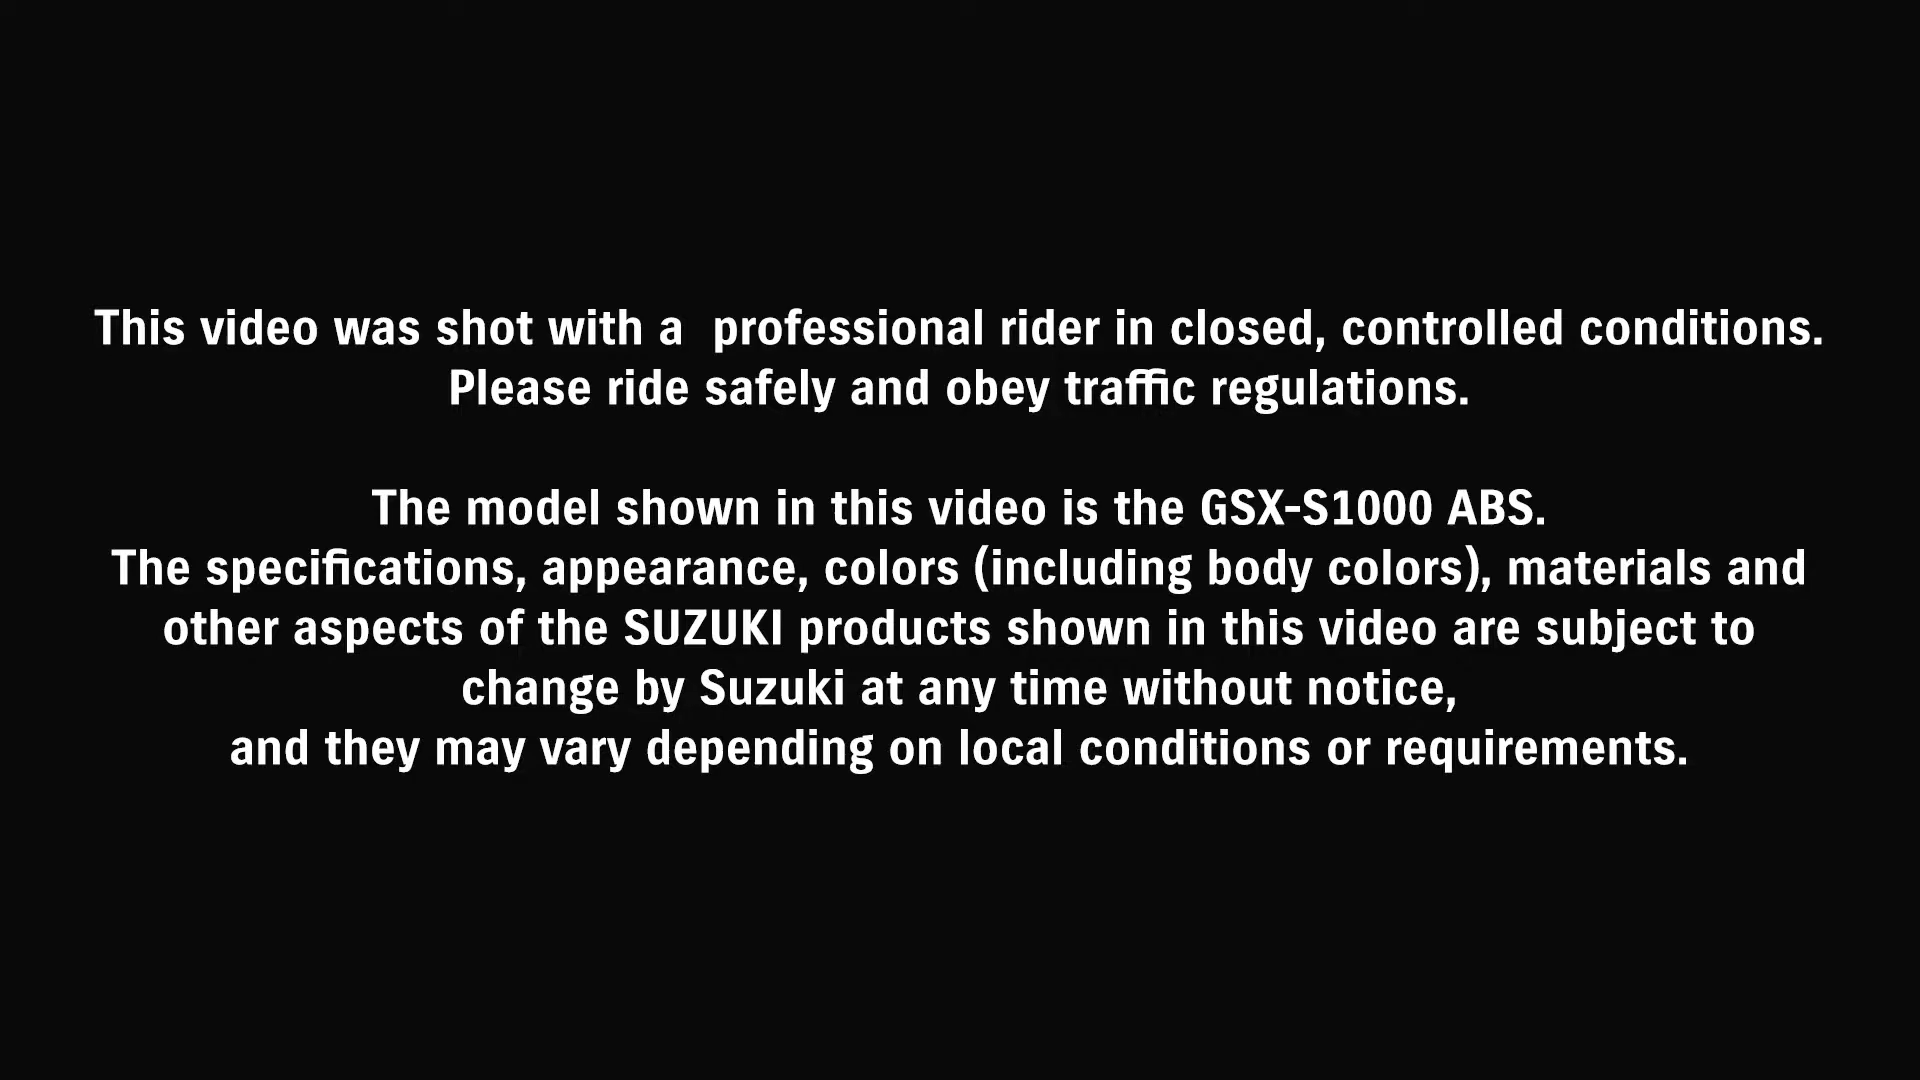 This video was shot with a  professional rider in closed, controlled conditions.
Please ride safely and obey traffic regulations.
The model shown in this video is the GSX-S1000 ABS.
The specifications, appearance, colors (including body colors), materials and
other aspects of the SUZUKI products shown in this video are subject to
change by Suzuki at any time without notice,
and they may vary depending on local conditions or requirements.